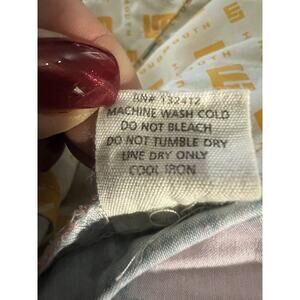 RN# 132412
MACHINE WASH COLD
DO NOT BLEACH
DO NOT TUMBLE DRY
LINE DRY ONLY
COOL IRON